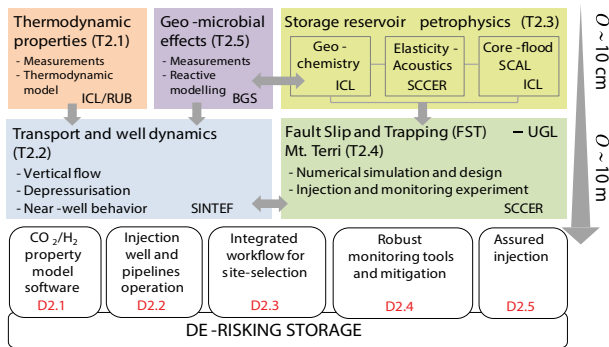 Thermodynamic
properties (T2.1)
- Measurements
- Thermodynamic
model
ICL/RUB
Geo -microbial
effects (T2.5)
- Measurements
- Reactive
modelling
BGS
Storage reservoir petrophysics (T2.3)
Geo -
chemistry
ICL
Elasticity -
Acoustics
SCCER
Core -flood
SCAL
ICL
O ~ 10 cm
Transport and well dynamics
(T2.2)
- Vertical flow
- Depressurisation
- Near -well behavior
SINTEF
Fault Slip and Trapping (FST) – UGL
Mt. Terri (T2.4)
- Numerical simulation and design
- Injection and monitoring experiment
SCCER
O ~ 10 m
CO 2/H2
property
model
software
D2.1
Injection
well and
pipelines
operation
D2.2
Integrated
workflow for
site-selection
D2.3
Robust
monitoring tools
and mitigation
D2.4
Assured
injection
D2.5
DE -RISKING STORAGE